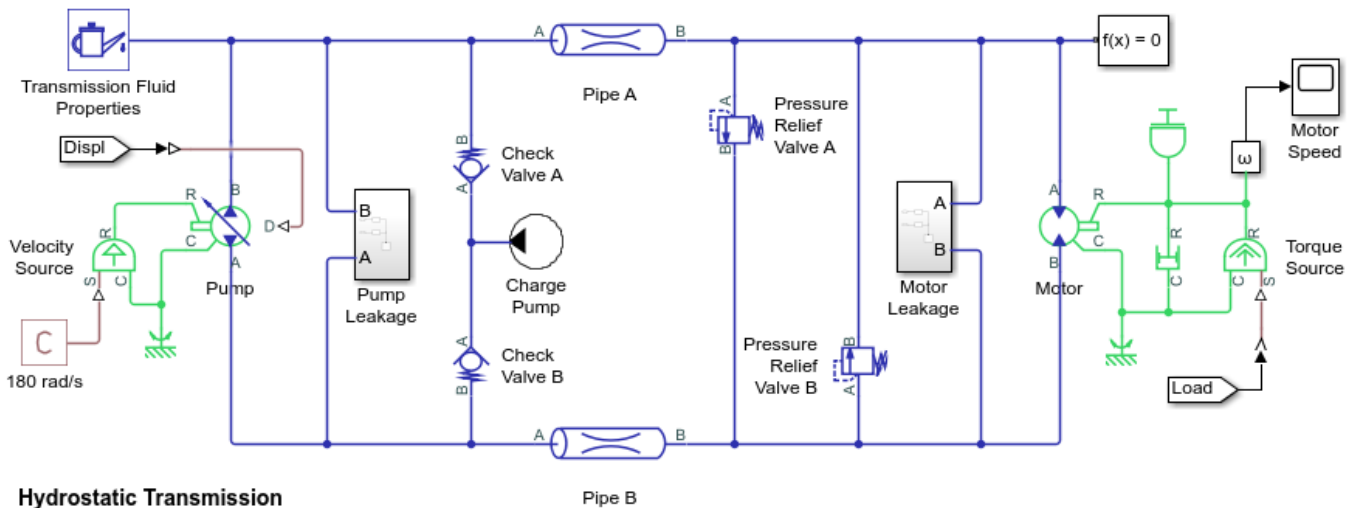 A
B
f(x) = 0
Transmission Fluid
Properties
Pipe A
A
Pressure
Relief
Valve A
B
Motor
Speed
Displ
B
Check
Valve A
A
ω
R
B
D
B
A
A
B
A
R
R
R
Velocity
Source
R
C
S
C
A
Pump
Pump
Leakage
Charge
Pump
Motor
Leakage
C
B
Motor
C
C
S
Torque
Source
C
180 rad/s
A
Check
Valve B
B
Pressure
Relief
Valve B
B
A
Load
A
B
Pipe B
Hydrostatic Transmission